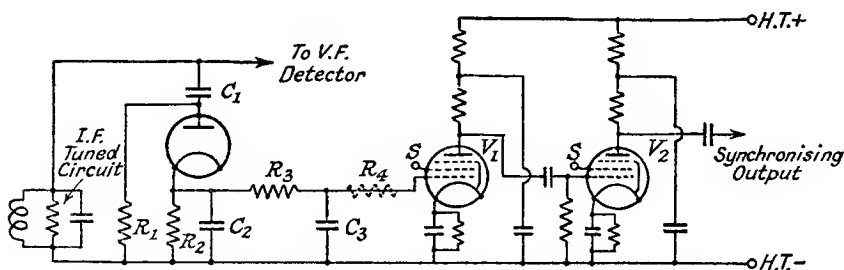 H.T.+
To V.F.
Detector
C1
I.F.
Tuned
Circuit
R1
R2
C2
R3
C3
R4
S
V1
S
V2
Synchronising
Output
H.T.-